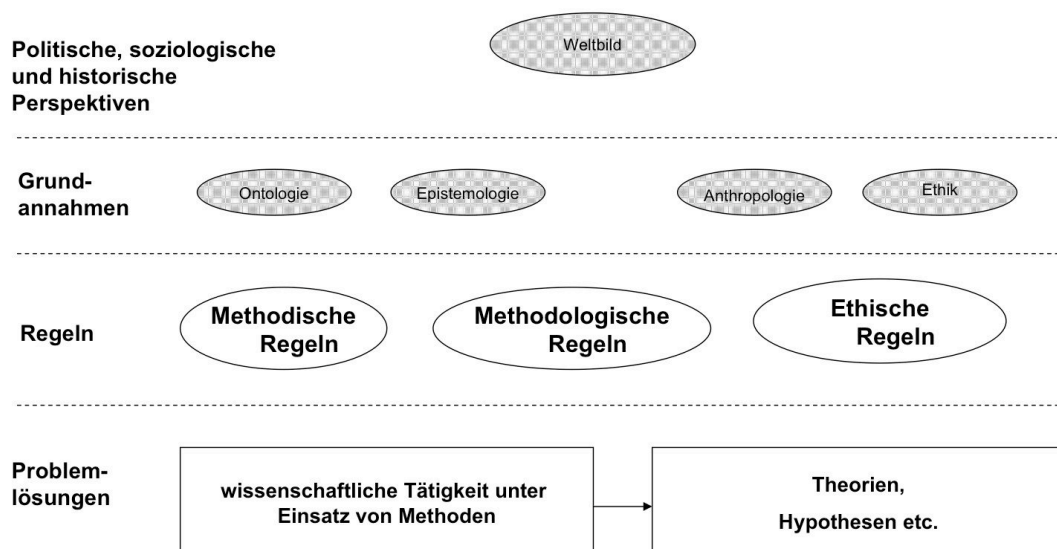 Politische, soziologische
und historische
Perspektiven
Weltbild
Grund-
annahmen
Ontologie
Epistemologie
Anthropologie
Ethik
Regeln
Methodische
Regeln
Methodologische
Regeln
Ethische
Regeln
Problem-
lösungen
wissenschaftliche Tätigkeit unter
Einsatz von Methoden
Theorien,
Hypothesen etc.